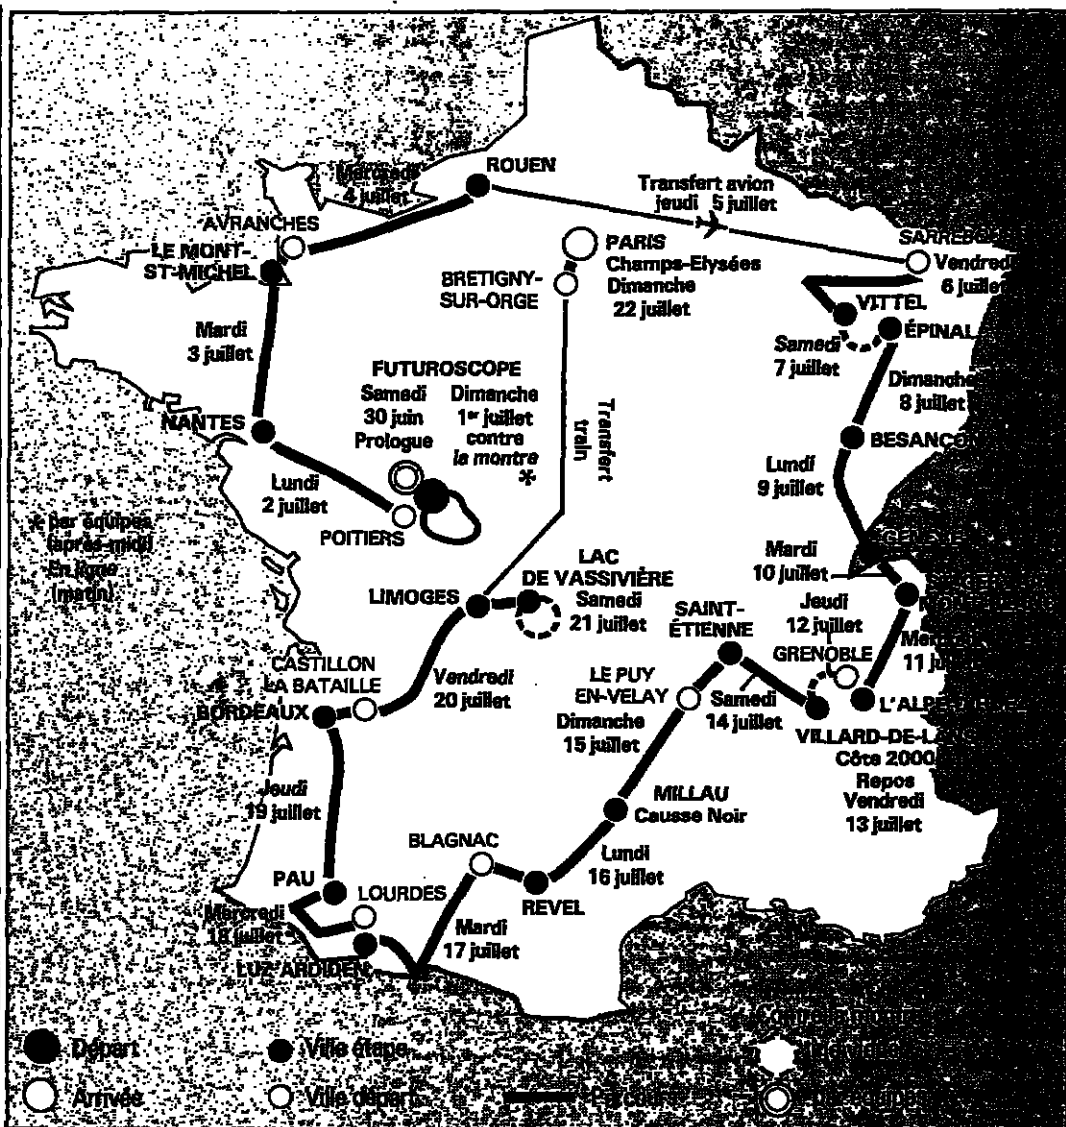 ROUEN
Mercredi
4 juillet
AVRANCHES
LE MONT-
ST-MICHEL
Transfert avion
jeudi 5 juillet
PARIS
Champs-Elysées
Dimanche
22 juillet
BRETIGNY-
SUR-ORGE
Vendredi
6 juillet
VITTEL
ÉPINAL
Samedi
7 juillet
Mardi
3 juillet
FUTUROSCOPE
Samedi
30 juin
Prologue
Dimanche
1er juillet
contre
la montre
*
Dimanche
8 juillet
NANTES
Transfert
train
Lundi
2 juillet
POITIERS
Lundi
9 juillet
* par équipes
(après-midi)
En ligne
(matin)
Mardi
10 juillet
LIMOGES
LAC
DE VASSIVIÈRE
Samedi
21 juillet
SAINT-
ÉTIENNE
Jeudi
12 juillet
GRENOBLE
CASTILLON
LA BATAILLE
BORDEAUX
Vendredi
20 juillet
LE PUY
EN-VELAY
Dimanche
15 juillet
Samedi
14 juillet
Côte 2000
Repos
Vendredi
13 juillet
Jeudi
19 juillet
MILLAU
Causse Noir
BLAGNAC
Lundi
16 juillet
PAU
LOURDES
REVEL
Mercredi
18 juillet
Mardi
17 juillet
LUZ ARDIDEN
Départ
Ville étape
Arrivée
Ville départ
Parcours